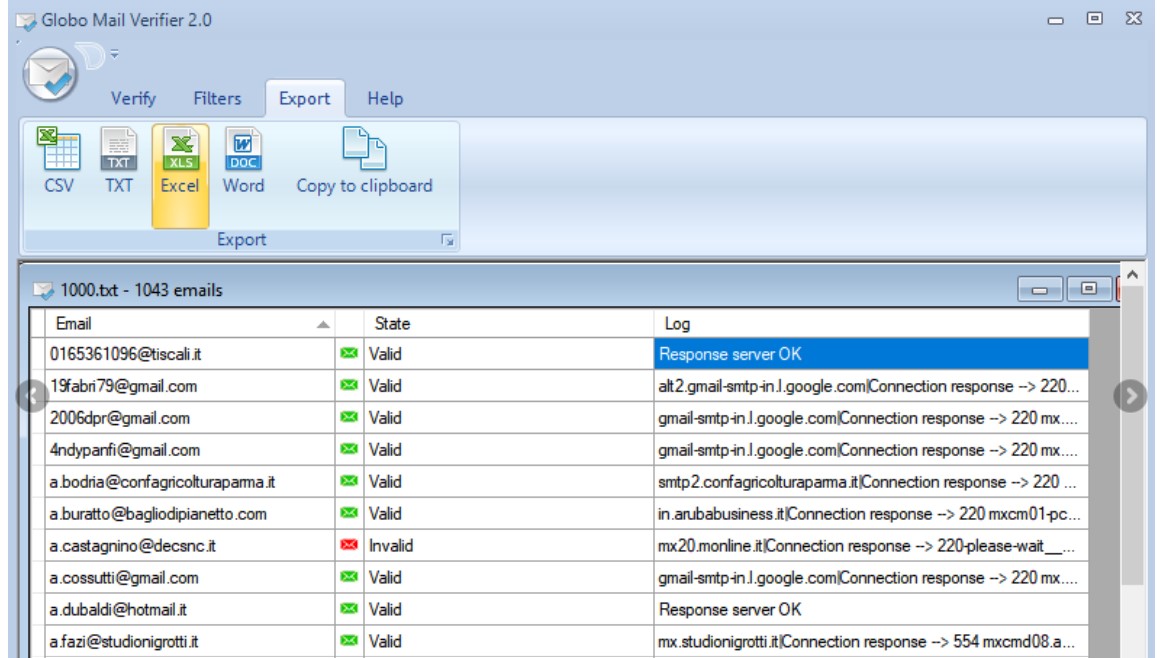 Globo Mail Verifier 2.0
Verify Filters Export Help
TXT XLS DOC
CSV TXT Excel Word Copy to clipboard
Export
1000.txt - 1043 emails
Email State Log
0165361096@tiscali.it Valid Response server OK
19fabri79@gmail.com Valid alt2.gmail-smtp-in.l.google.com|Connection response --> 220...
2006dpr@gmail.com Valid gmail-smtp-in.l.google.com|Connection response --> 220 mx....
4ndypanfi@gmail.com Valid gmail-smtp-in.l.google.com|Connection response --> 220 mx....
a.bodria@confagricolturaparma.it Valid smtp2.confagricolturaparma.it|Connection response --> 220 ...
a.buratto@bagliodipianetto.com Valid in.arubabusiness.it|Connection response --> 220 mxcm01-pc...
a.castagnino@decsnc.it Invalid mx20.monline.it|Connection response --> 220-please-wait__...
a.cossutti@gmail.com Valid gmail-smtp-in.l.google.com|Connection response --> 220 mx....
a.dubaldi@hotmail.it Valid Response server OK
a.fazi@studionigrotti.it Valid mx.studionigrotti.it|Connection response --> 554 mxcmd08.a...